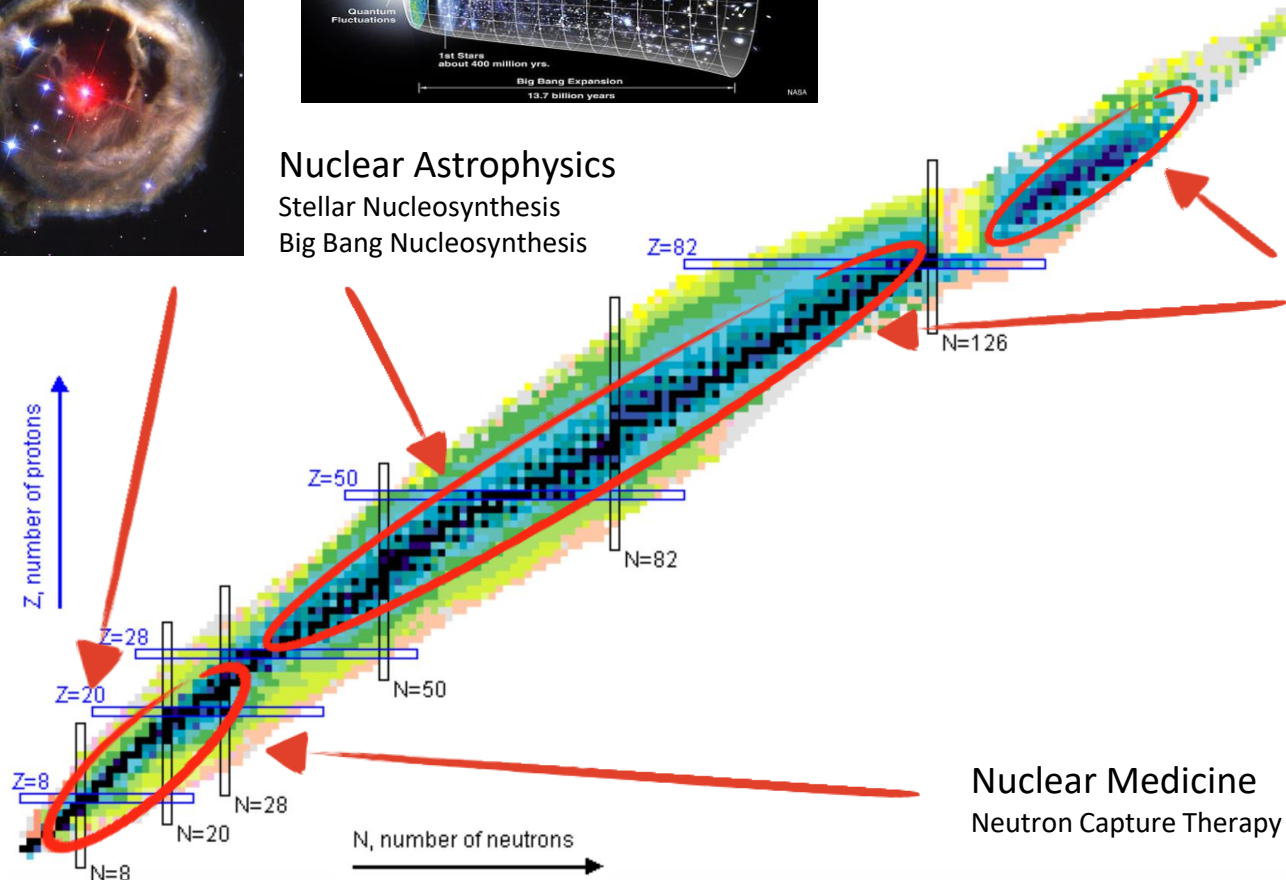 Quantum
Fluctuations
1st Stars
about 400 million yrs.
Big Bang Expansion
13.7 billion years
NASA
Nuclear Astrophysics
Stellar Nucleosynthesis
Big Bang Nucleosynthesis
Z=82
N=126
Z, number of protons
Z=50
N=82
Z=28
N=50
Z=20
Z=8
N=28
N=20
N=8
N, number of neutrons
Nuclear Medicine
Neutron Capture Therapy